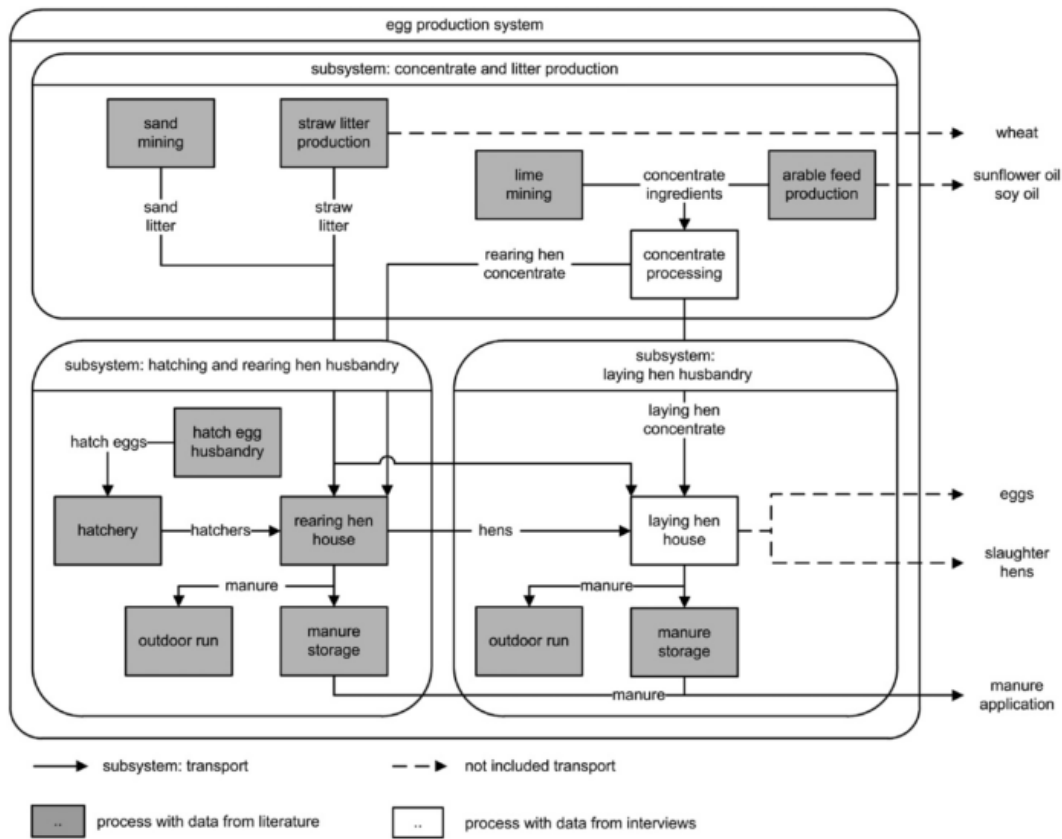 egg production system
subsystem: concentrate and litter production
sand
mining
straw litter
production
wheat
lime
mining
concentrate
ingredients
arable feed
production
sunflower oil
soy oil
sand
litter
straw
litter
rearing hen
concentrate
concentrate
processing
subsystem: hatching and rearing hen husbandry
subsystem:
laying hen husbandry
laying hen
concentrate
hatch eggs
hatch egg
husbandry
hatchery
hatchers
rearing hen
house
hens
laying hen
house
eggs
slaughter
hens
manure
manure
outdoor run
manure
storage
outdoor run
manure
storage
manure
manure
application
subsystem: transport
not included transport
..
process with data from literature
..
process with data from interviews